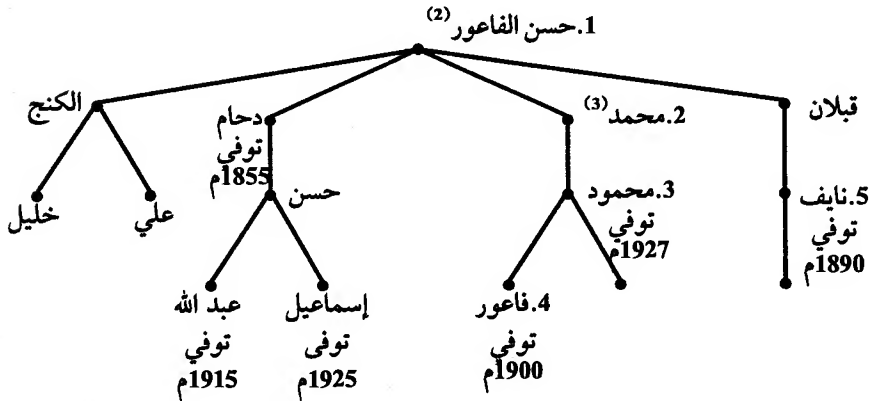 1.حسن الفاعور (2)
قبلان
2.محمد (3)
دحام
توفي
1855م
الكنج
5.نايف
توفي
1890م
3.محمود
توفي
1927م
حسن
علي
خليل
4.فاعور
توفي
1900م
إسماعيل
توفى
1925م
عبد الله
توفي
1915م